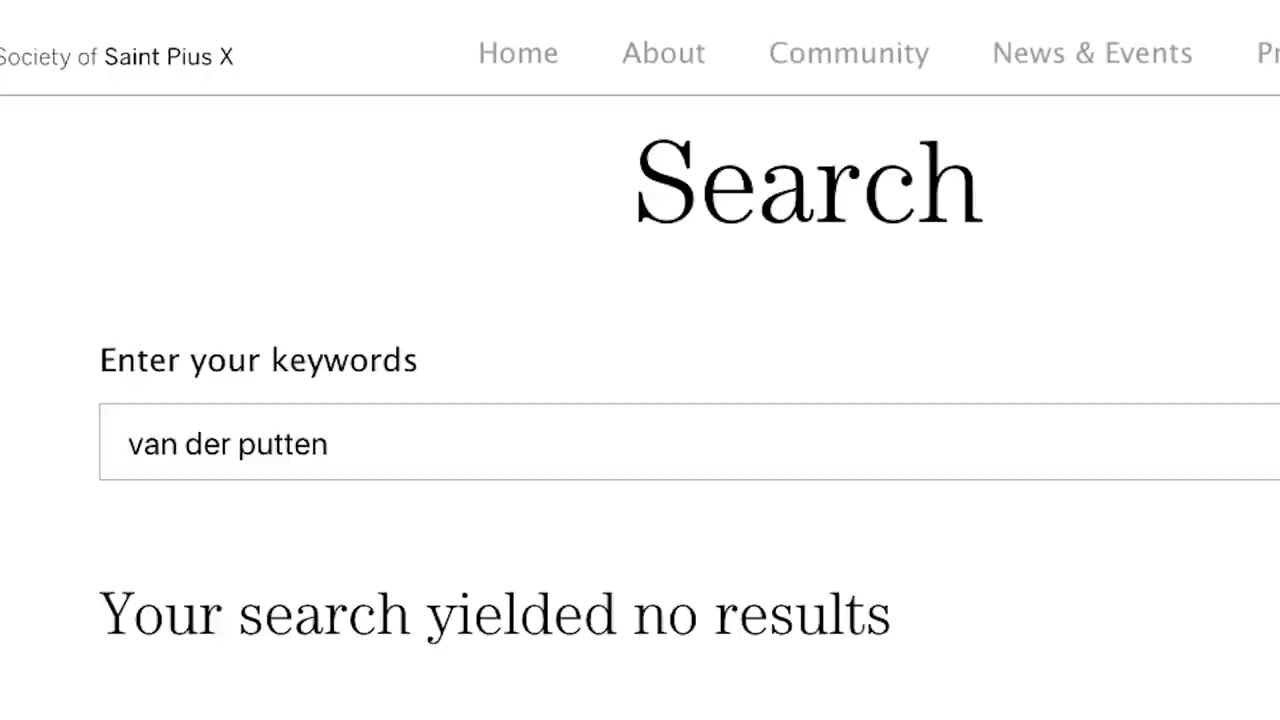 Society of Saint Pius X
Home About Community News & Events Pr
Search
Enter your keywords
van der putten
Your search yielded no results